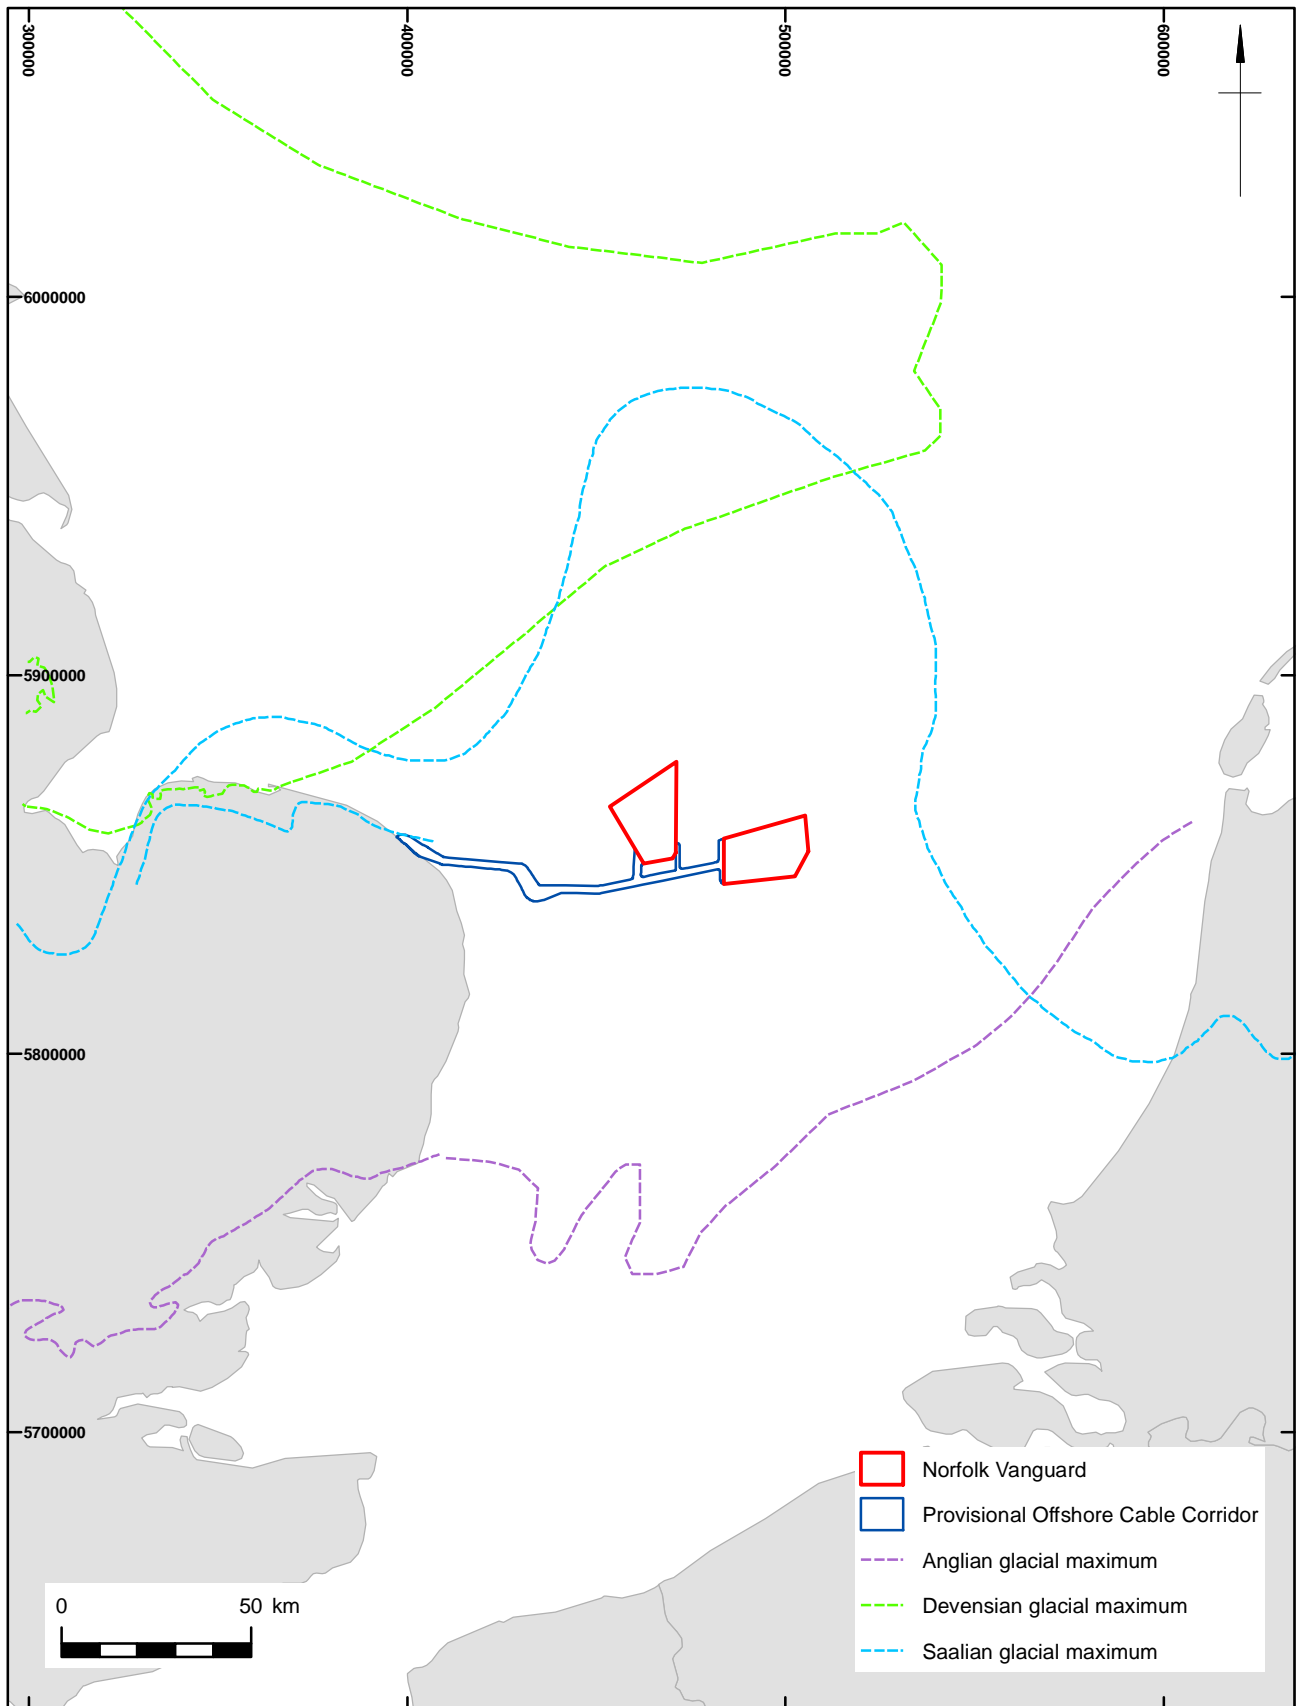 300000
400000
500000
600000
6000000
5900000
5800000
5700000
Norfolk Vanguard
Provisional Offshore Cable Corridor
Anglian glacial maximum
Devensian glacial maximum
Saalian glacial maximum
0 50 km